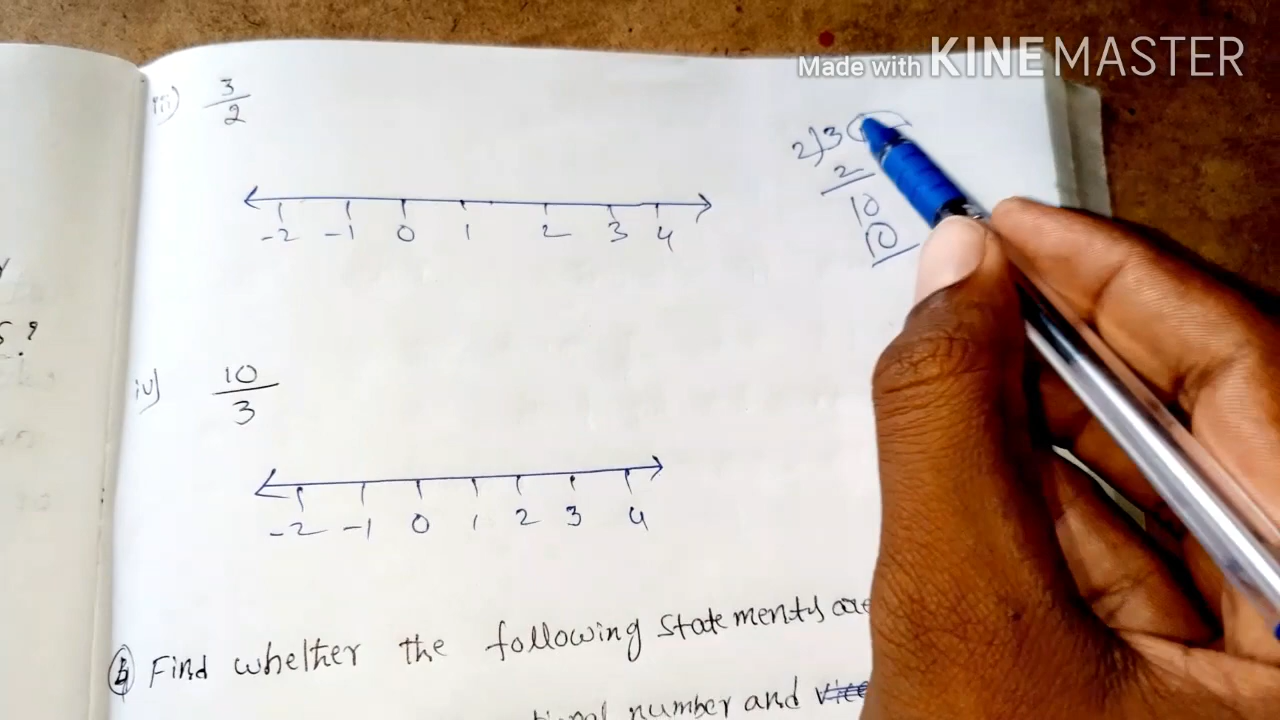 Made with KINEMASTER
iii) 3/2
2)3
2
10
10
-2 -1 0 1 2 3 4
iv) 10/3
-2 -1 0 1 2 3 4
Find whether the following statements are
number and